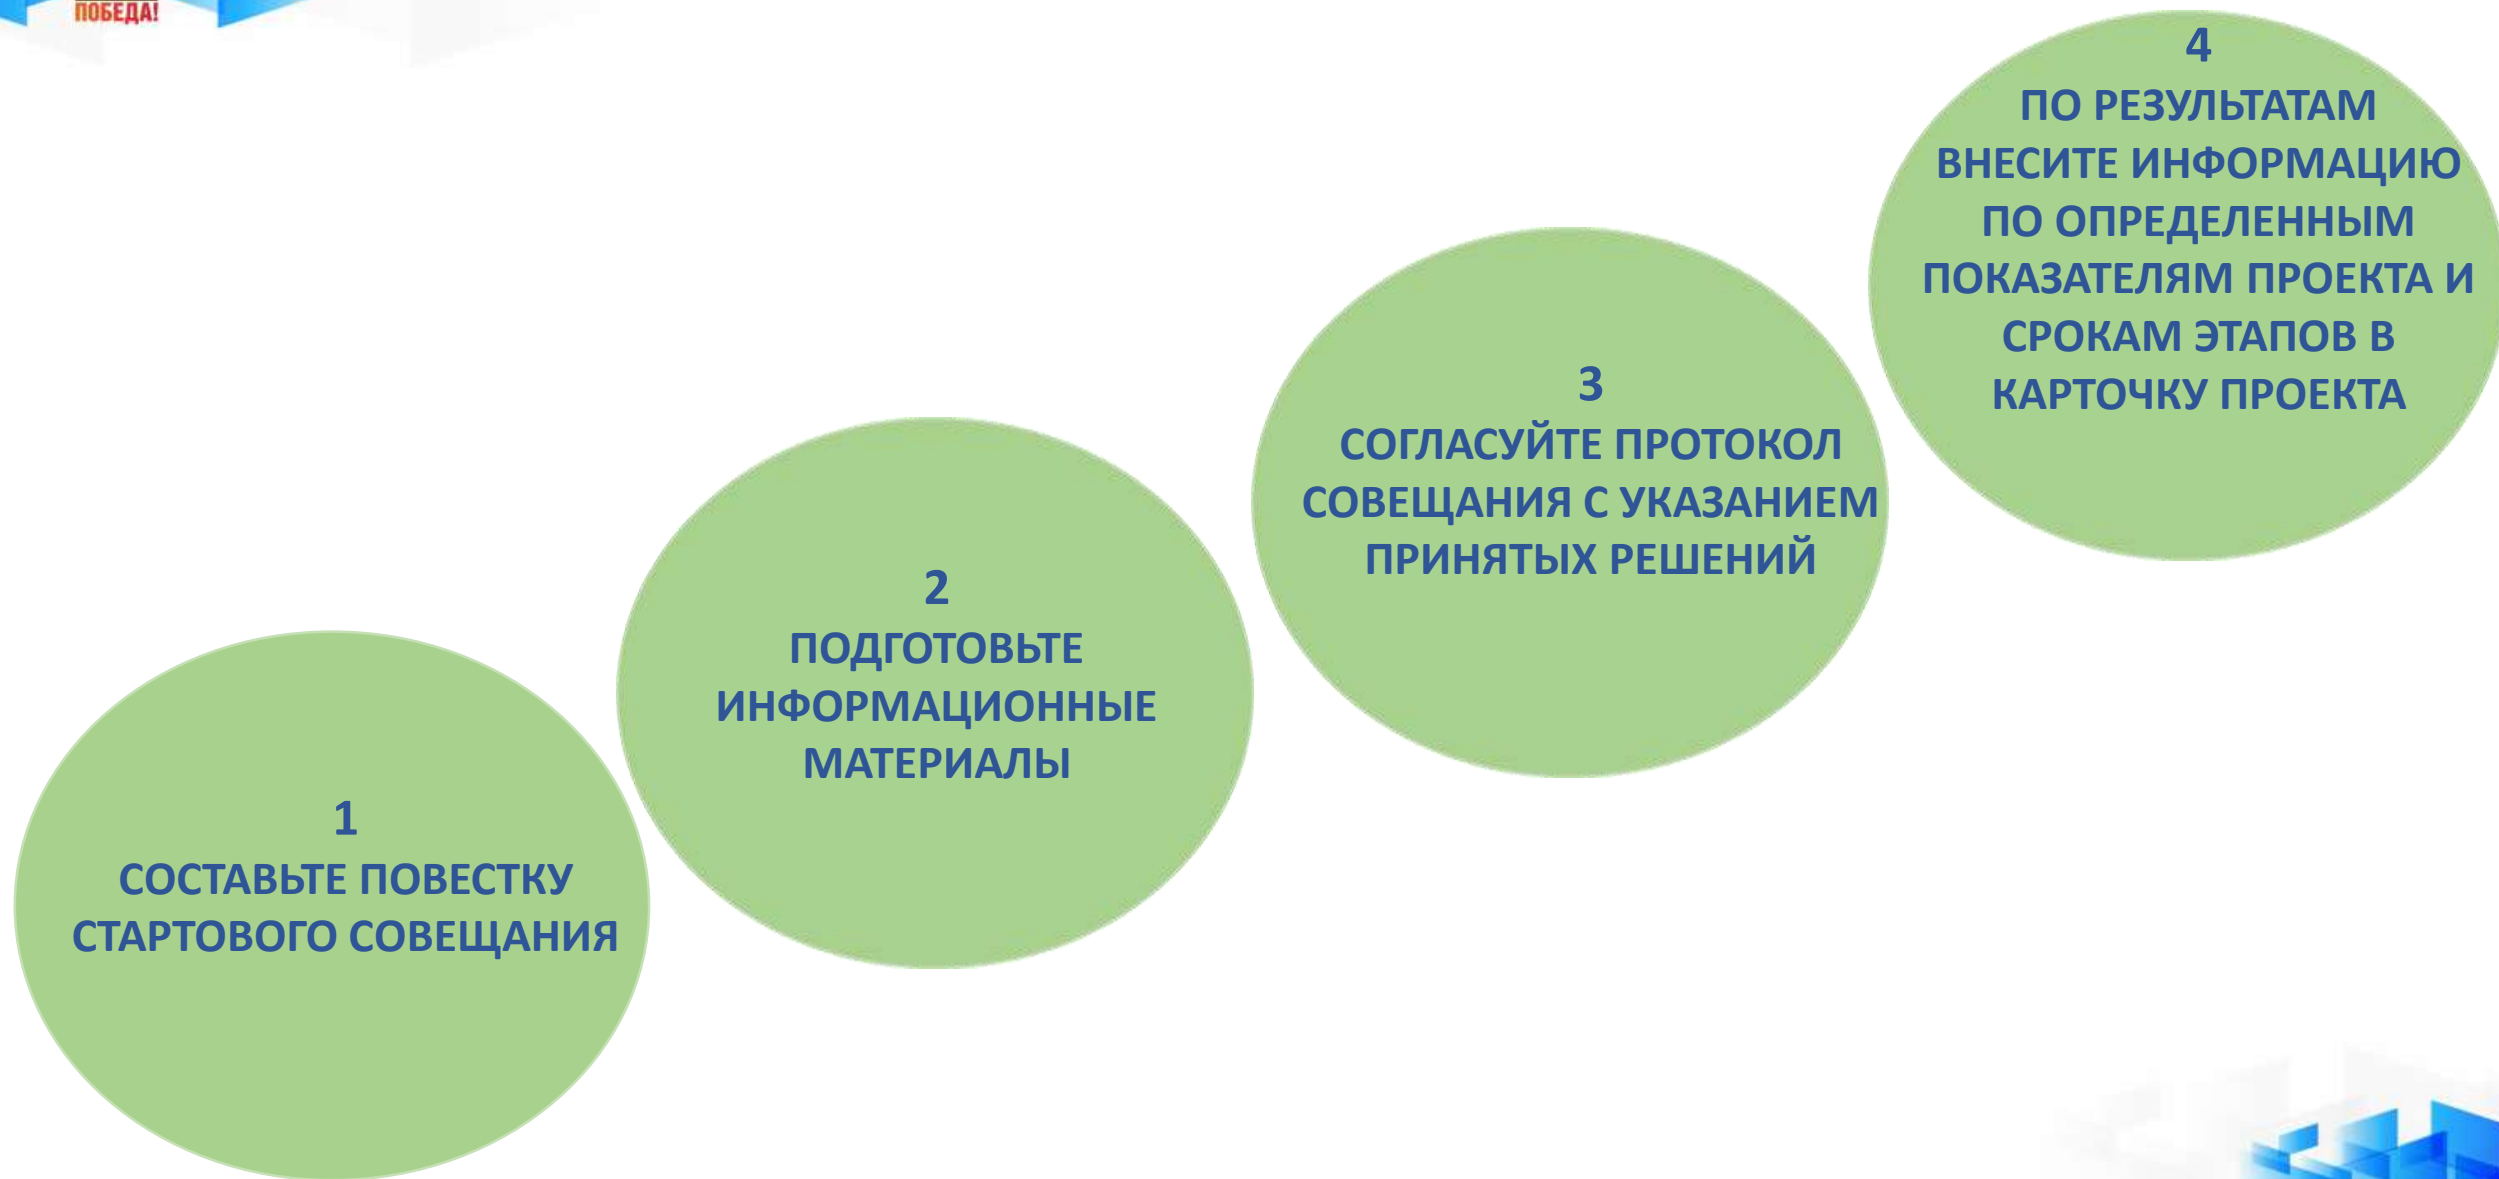 ПОБЕДА!
1
СОСТАВЬТЕ ПОВЕСТКУ
СТАРТОВОГО СОВЕЩАНИЯ
2
ПОДГОТОВЬТЕ
ИНФОРМАЦИОННЫЕ
МАТЕРИАЛЫ
3
СОГЛАСУЙТЕ ПРОТОКОЛ
СОВЕЩАНИЯ С УКАЗАНИЕМ
ПРИНЯТЫХ РЕШЕНИЙ
4
ПО РЕЗУЛЬТАТАМ
ВНЕСИТЕ ИНФОРМАЦИЮ
ПО ОПРЕДЕЛЕННЫМ
ПОКАЗАТЕЛЯМ ПРОЕКТА И
СРОКАМ ЭТАПОВ В
КАРТОЧКУ ПРОЕКТА